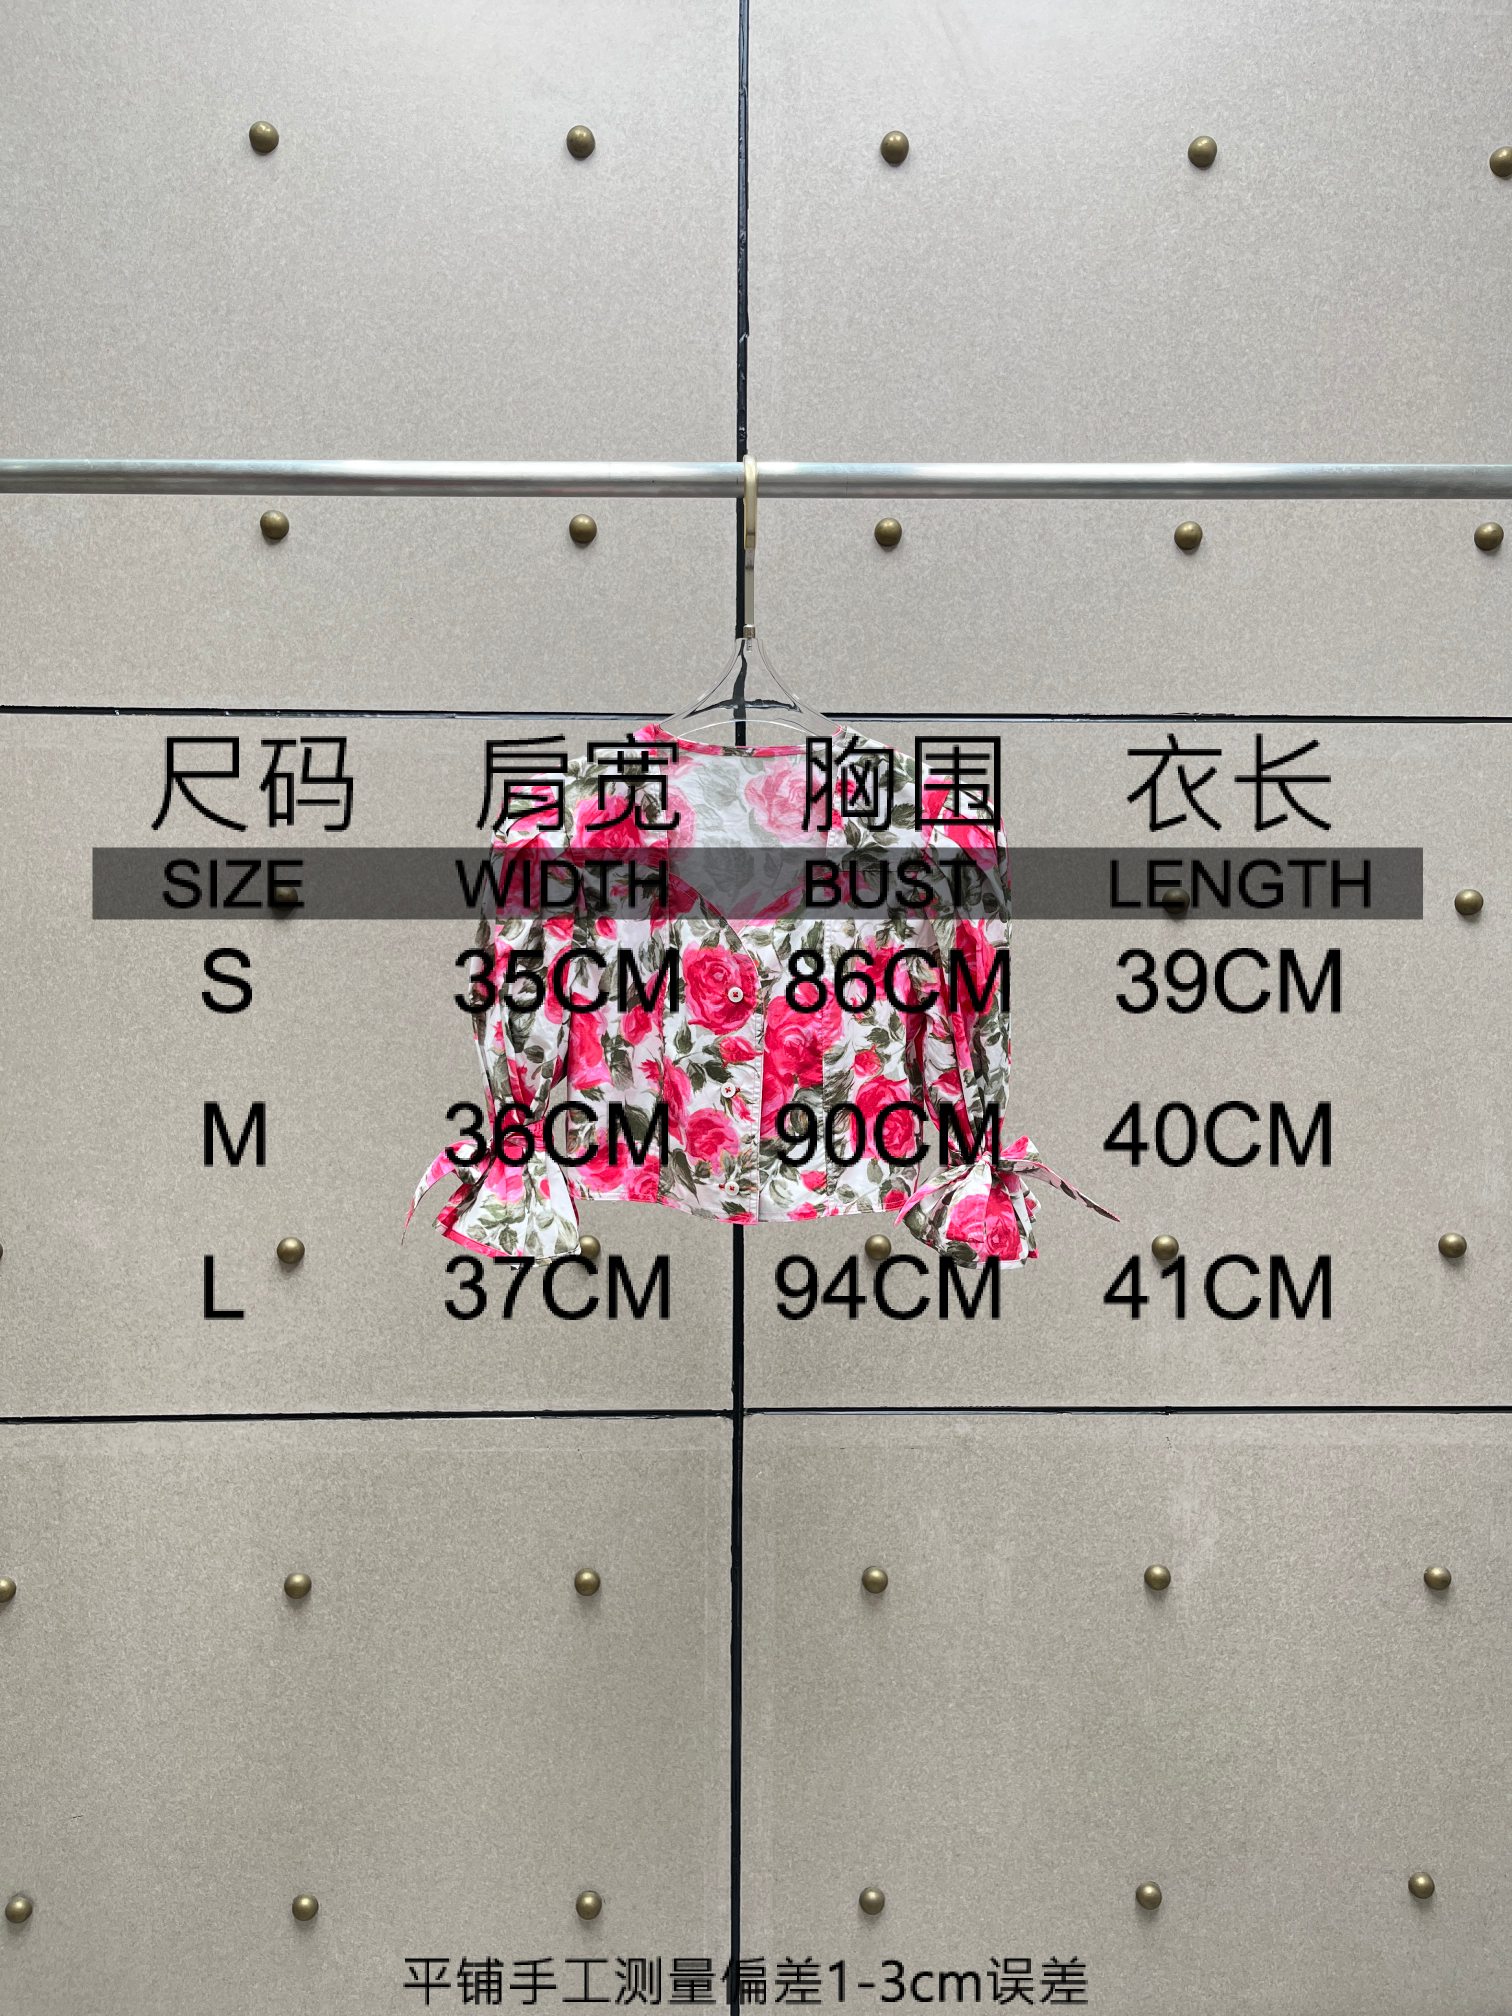 尺码 肩宽 胸围 衣长
SIZE WIDTH BUST LENGTH
S 35CM 86CM 39CM
M 36CM 90CM 40CM
L 37CM 94CM 41CM
平铺手工测量偏差1-3cm误差